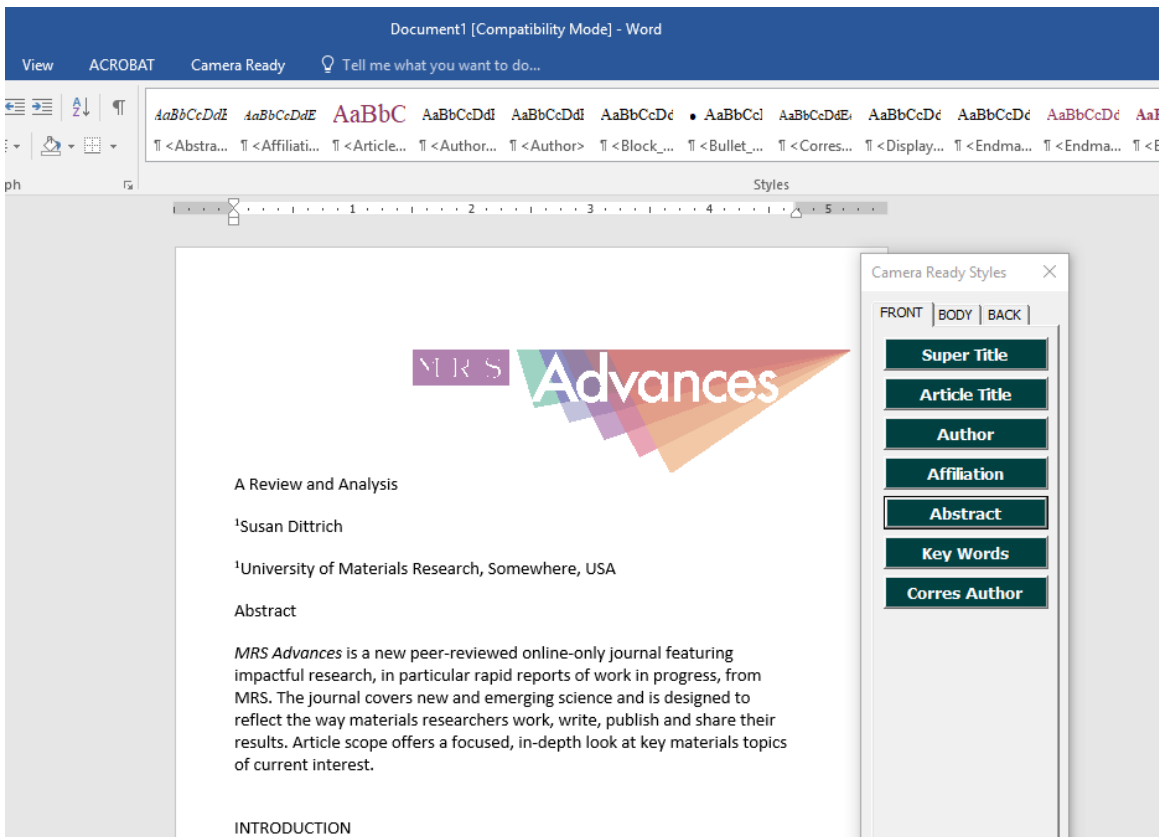 Document1 [Compatibility Mode] - Word
View ACROBAT Camera Ready Tell me what you want to do...
AaBbCcDdE AaBbCcDdE AaBbC AaBbCcDdI AaBbCcDdI AaBbCcDd • AaBbCcI AaBbCcDdEe AaBbCcDd AaBbCcDd AaBbCcDd
¶ <Abstra... ¶ <Affiliati... ¶ <Article... ¶ <Author... ¶ <Author> ¶ <Block_... ¶ <Bullet_... ¶ <Corres... ¶ <Display... ¶ <Endma... ¶ <Endma... ¶ <E
ph Styles
1 2 3 4 5
Camera Ready Styles
FRONT BODY BACK
Super Title
Article Title
Author
Affiliation
Abstract
Key Words
Corres Author
MRS Advances
A Review and Analysis
¹Susan Dittrich
¹University of Materials Research, Somewhere, USA
Abstract
MRS Advances is a new peer-reviewed online-only journal featuring
impactful research, in particular rapid reports of work in progress, from
MRS. The journal covers new and emerging science and is designed to
reflect the way materials researchers work, write, publish and share their
results. Article scope offers a focused, in-depth look at key materials topics
of current interest.
INTRODUCTION